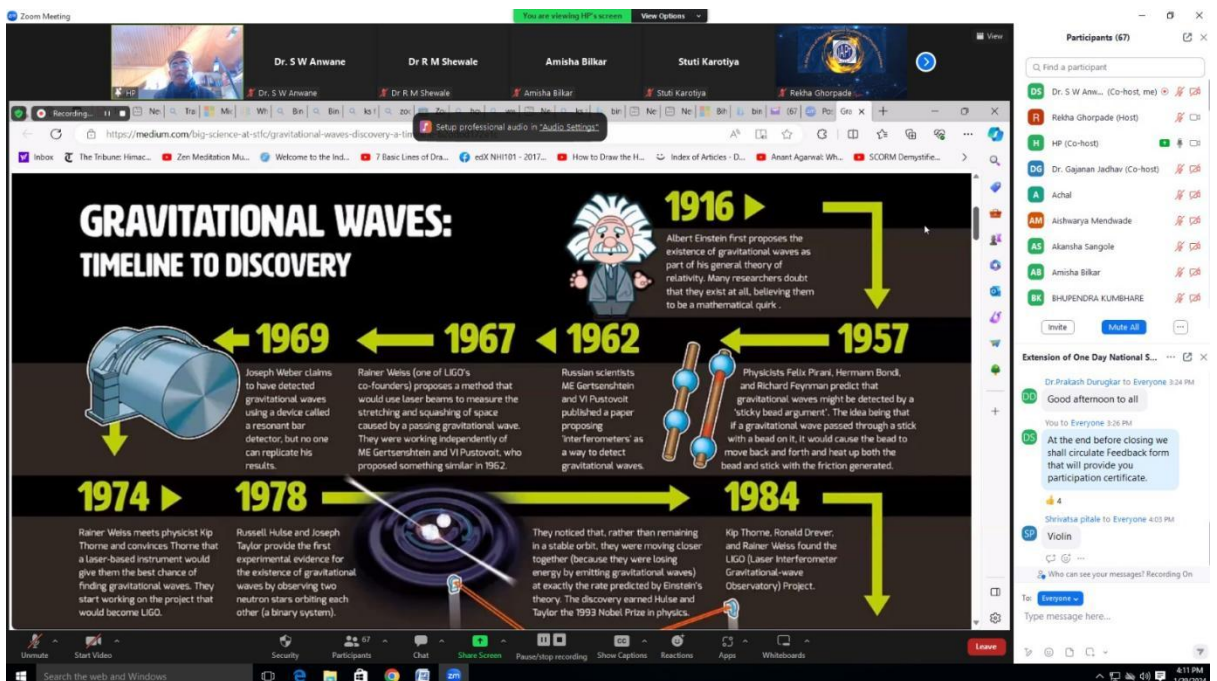 Zoom Meeting
You are viewing HP's screen
View Options
View
HP
Dr. S W Anwane
Dr. S W Anwane
Dr R M Shewale
Dr R M Shewale
Amisha Bilkar
Amisha Bilkar
Stuti Karotiya
Stuti Karotiya
Rekha Ghorpade
Recording...
https://medium.com/big-science-at-stfc/gravitational-waves-discovery-a-tim
Setup professional audio in "Audio Settings"
Inbox
The Tribune: Himac...
Zen Meditation Mu...
Welcome to the Ind...
7 Basic Lines of Dra...
edX NHI101 - 2017...
How to Draw the H...
Index of Articles - D...
Anant Agarwal: Wh...
SCORM Demystifie...
GRAVITATIONAL WAVES:
TIMELINE TO DISCOVERY
1916
Albert Einstein first proposes the
existence of gravitational waves as
part of his general theory of
relativity. Many researchers doubt
that they exist at all, believing them
to be a mathematical quirk .
1957
Physicists Felix Pirani, Hermann Bondi,
and Richard Feynman predict that
gravitational waves might be detected by a
'sticky bead argument'. The idea being that
if a gravitational wave passed through a stick
with a bead on it, it would cause the bead to
move back and forth and heat up both the
bead and stick with the friction generated.
1962
Russian scientists
ME Gertsenshtein
and VI Pustovoit
published a paper
proposing
'interferometers' as
a way to detect
gravitational waves.
1967
Rainer Weiss (one of LIGO's
co-founders) proposes a method that
would use laser beams to measure the
stretching and squashing of space
caused by a passing gravitational wave.
They were working independently of
ME Gertsenshtein and VI Pustovoit, who
proposed something similar in 1962.
1969
Joseph Weber claims
to have detected
gravitational waves
using a device called
a resonant bar
detector, but no one
can replicate his
results.
1974
Rainer Weiss meets physicist Kip
Thorne and convinces Thorne that
a laser-based instrument would
give them the best chance of
finding gravitational waves. They
start working on the project that
would become LIGO.
1978
Russell Hulse and Joseph
Taylor provide the first
experimental evidence for
the existence of gravitational
waves by observing two
neutron stars orbiting each
other (a binary system).
They noticed that, rather than remaining
in a stable orbit, they were moving closer
together (because they were losing
energy by emitting gravitational waves)
at exactly the rate predicted by Einstein's
theory. The discovery earned Hulse and
Taylor the 1993 Nobel Prize in physics.
1984
Kip Thorne, Ronald Drever,
and Rainer Weiss found the
LIGO (Laser Interferometer
Gravitational-wave
Observatory) Project.
Participants (67)
Find a participant
DS Dr. S W Anw... (Co-host, me)
R Rekha Ghorpade (Host)
H HP (Co-host)
DG Dr. Gajanan Jadhav (Co-host)
A Achal
AM Aishwarya Mendwade
AS Akansha Sangole
AB Amisha Bilkar
BK BHUPENDRA KUMBHARE
Invite
Mute All
Extension of One Day National S...
Dr.Prakash Durugkar to Everyone 3:24 PM
DD Good afternoon to all
You to Everyone 3:26 PM
DS At the end before closing we
shall circulate Feedback form
that will provide you
participation certificate.
4
Shrivatsa pitale to Everyone 4:03 PM
SP Violin
Who can see your messages? Recording On
To: Everyone
Type message here...
Unmute
Start Video
Security
Participants
67
Chat
Share Screen
Pause/stop recording
Show Captions
Reactions
Apps
Whiteboards
Leave
Search the web and Windows
4:11 PM
1/29/2024